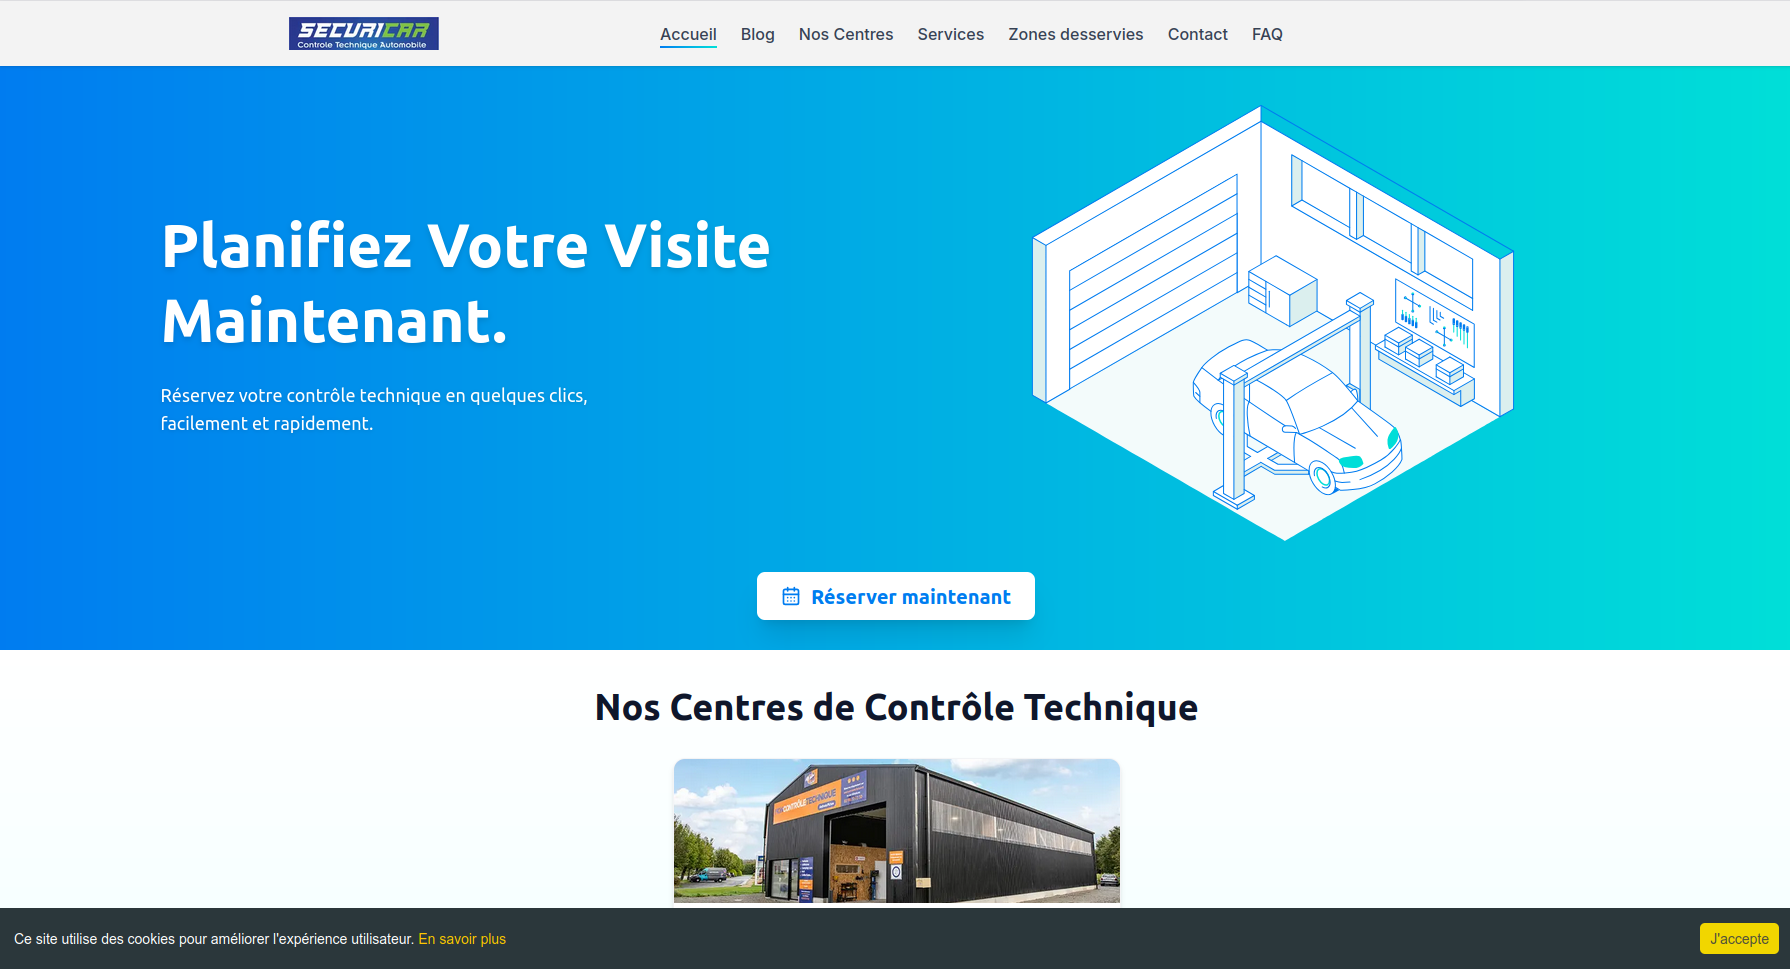 SECURICAR
Controle Technique Automobile
Accueil
Blog
Nos Centres
Services
Zones desservies
Contact
FAQ
Planifiez Votre Visite
Maintenant.
Réservez votre contrôle technique en quelques clics,
facilement et rapidement.
Réserver maintenant
Nos Centres de Contrôle Technique
CONTRÔLE TECHNIQUE
Ce site utilise des cookies pour améliorer l'expérience utilisateur. En savoir plus
J'accepte